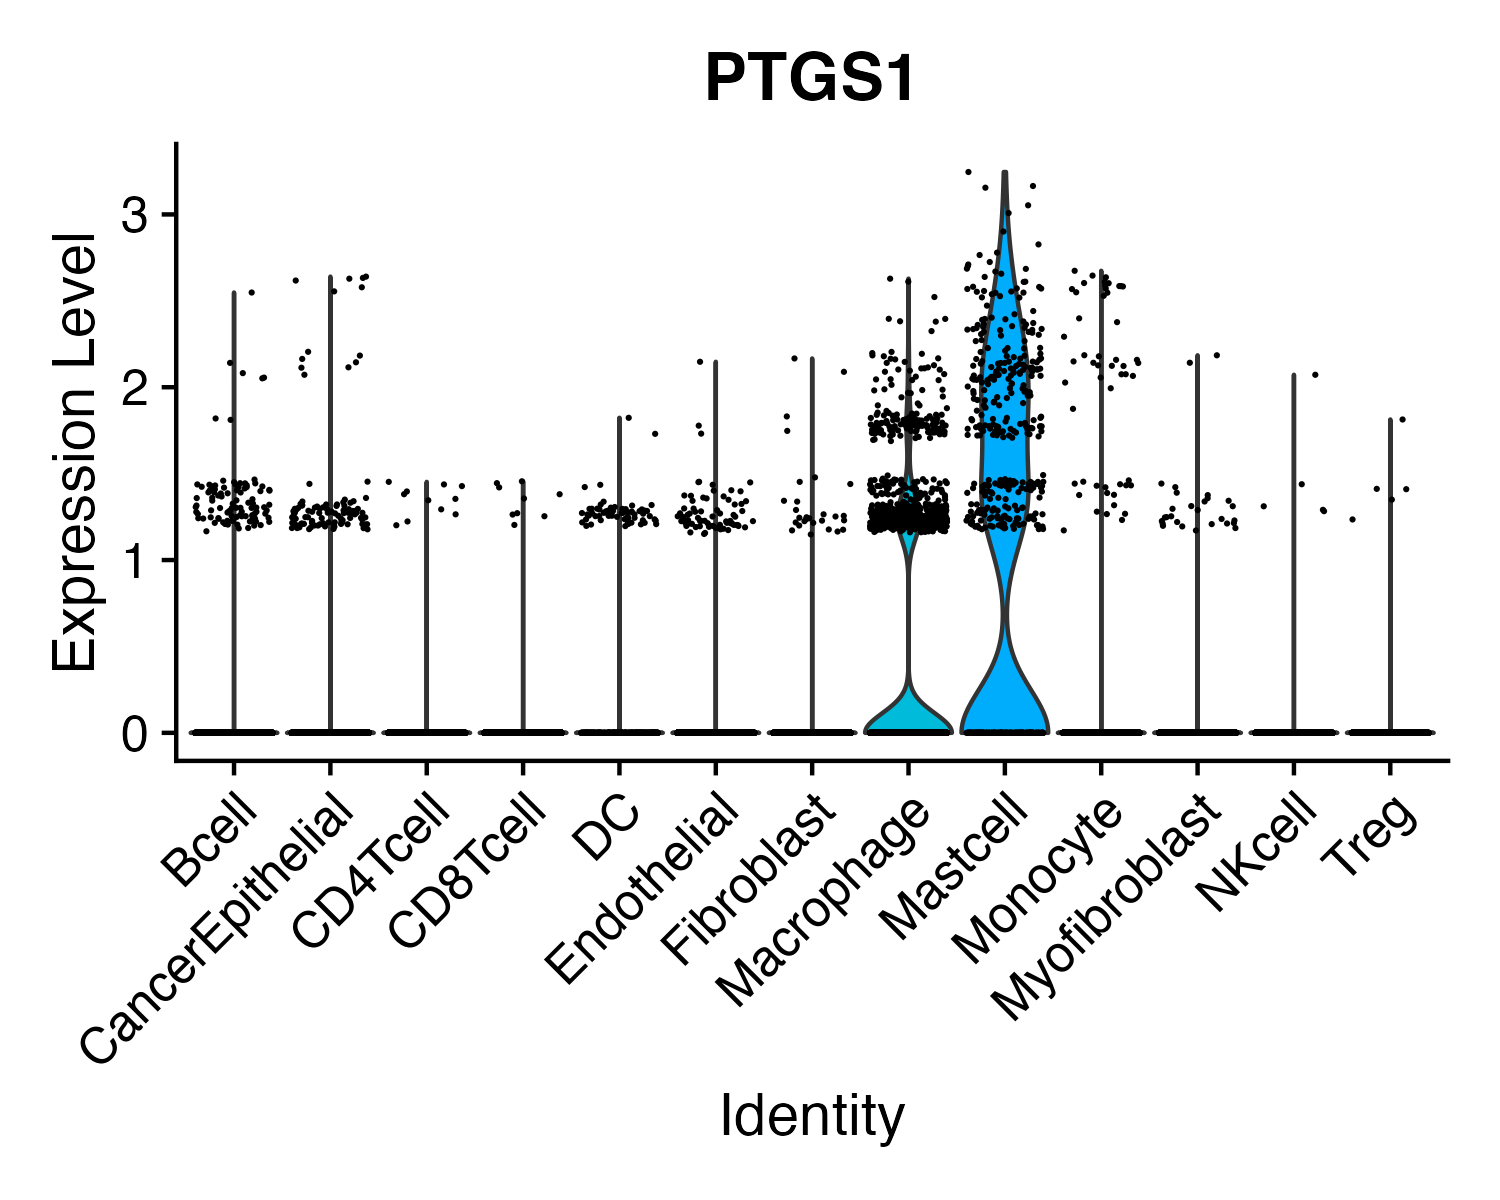 PTGS1
Expression Level
3
2
1
0
Bcell
CancerEpithelial
CD4Tcell
CD8Tcell
DC
Endothelial
Fibroblast
Macrophage
Mastcell
Monocyte
Myofibroblast
NKcell
Treg
Identity